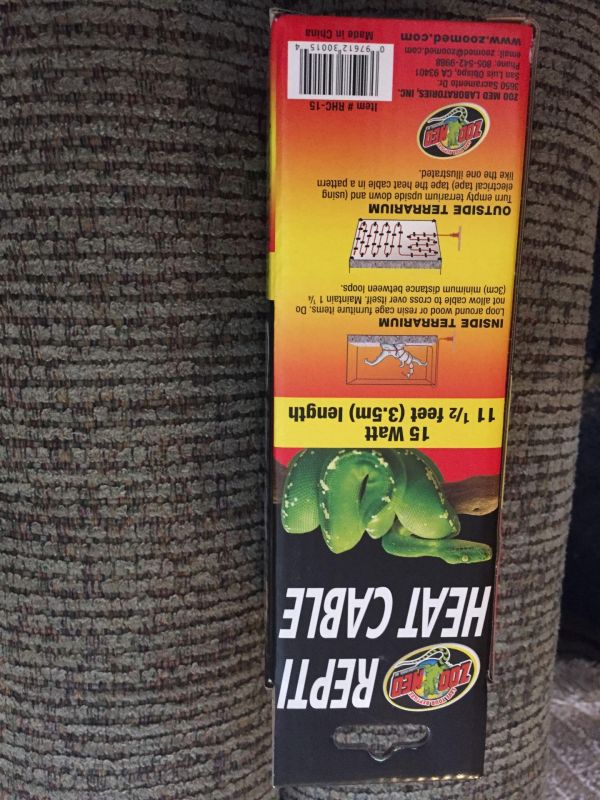 ZOO MED
REPTI
HEAT CABLE
15 Watt
11 1/2 feet (3.5m) length
INSIDE TERRARIUM
Loop around wood or resin cage furniture items. Do
not allow cable to cross over itself. Maintain 1 1/4
(3cm) minimum distance between loops.
OUTSIDE TERRARIUM
Turn empty terrarium upside down and (using)
electrical (tape) tape the heat cable in a pattern
like the one illustrated.
ZOO MED
ZOO MED LABORATORIES, INC.
3650 Sacramento Dr.
San Luis Obispo, CA 93401
Phone: 805-542-9988
email: zoomed@zoomed.com
www.zoomed.com
Item # RHC-15
0 97612 30015 4
Made in China